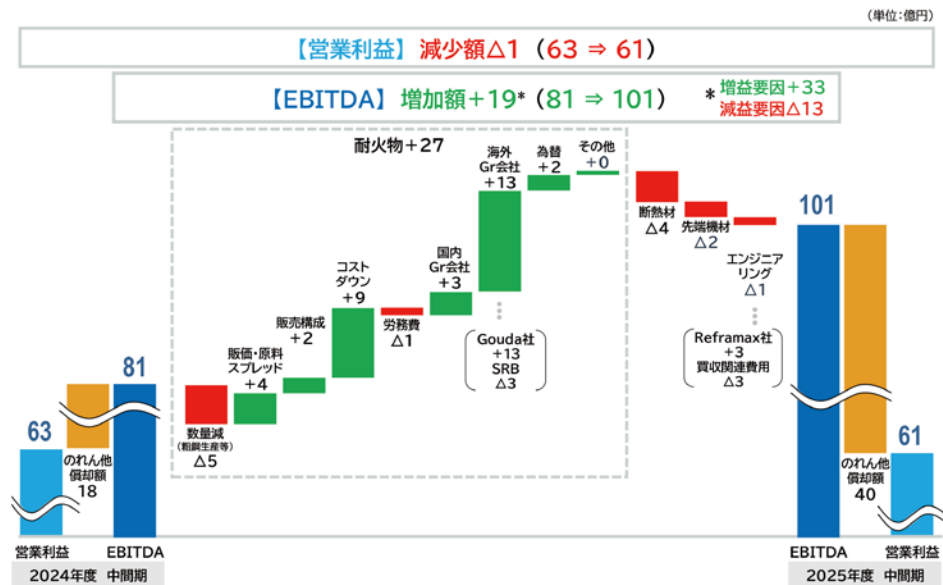 (単位:億円)
【営業利益】減少額△1(63 ⇒ 61)
【EBITDA】増加額+19*(81 ⇒ 101)
*増益要因+33
減益要因△13
耐火物+27
63
営業利益
のれん他
償却額
18
81
EBITDA
2024年度 中間期
数量減
(粗鋼生産等)
△5
販価・原料
スプレッド
+4
販売構成
+2
コスト
ダウン
+9
労務費
△1
国内
Gr会社
+3
海外
Gr会社
+13
Gouda社
+13
SRB
△3
為替
+2
その他
+0
断熱材
△4
先端機材
△2
エンジニア
リング
△1
Reframax社
+3
買収関連費用
△3
101
EBITDA
のれん他
償却額
40
61
営業利益
2025年度 中間期